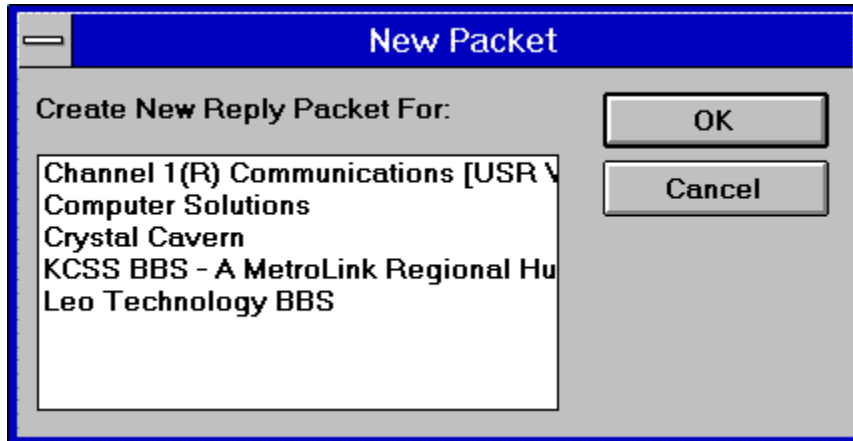 New Packet
Create New Reply Packet For:
OK
Channel 1(R) Communications [USR
Cancel
Computer Solutions
Crystal Cavern
KCSS BBS - A MetroLink Regional Hu
Leo Technology BBS